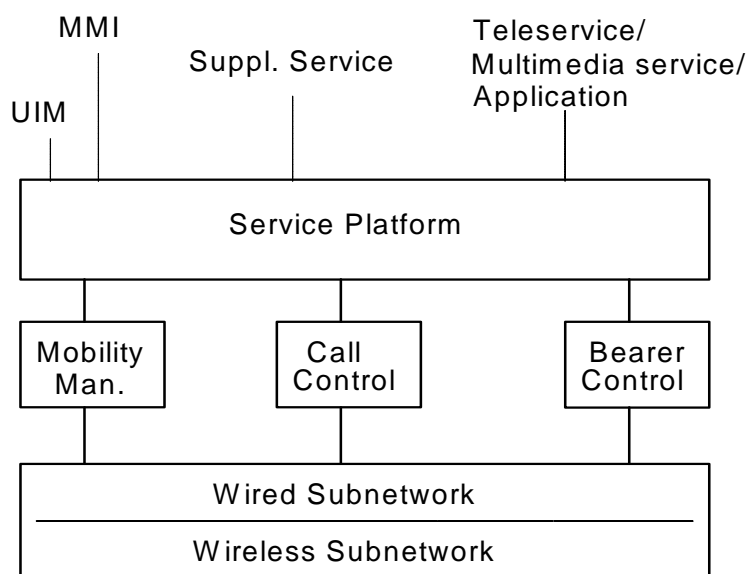 MMI
Teleservice/
Multimedia service/
Application
Suppl. Service
UIM
Service Platform
Mobility
Man.
Call
Control
Bearer
Control
Wired Subnetwork
Wireless Subnetwork